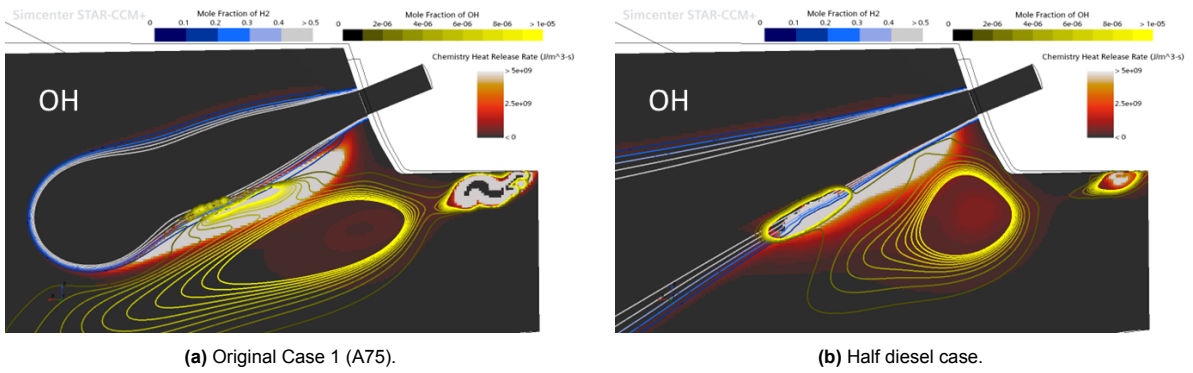 Simcenter STAR-CCM+
Mole Fraction of H2
0 0.1 0.2 0.3 0.4 > 0.5
Mole Fraction of OH
2e-06 4e-06 6e-06 8e-06 > 1e-05
Chemistry Heat Release Rate (J/m^3-s)
> 5e+09
2.5e+09
< 0
OH
(a) Original Case 1 (A75).
Simcenter STAR-CCM+
Mole Fraction of H2
0 0.1 0.2 0.3 0.4 > 0.5
Mole Fraction of OH
2e-06 4e-06 6e-06 8e-06 > 1e-05
Chemistry Heat Release Rate (J/m^3-s)
> 5e+09
2.5e+09
< 0
OH
(b) Half diesel case.